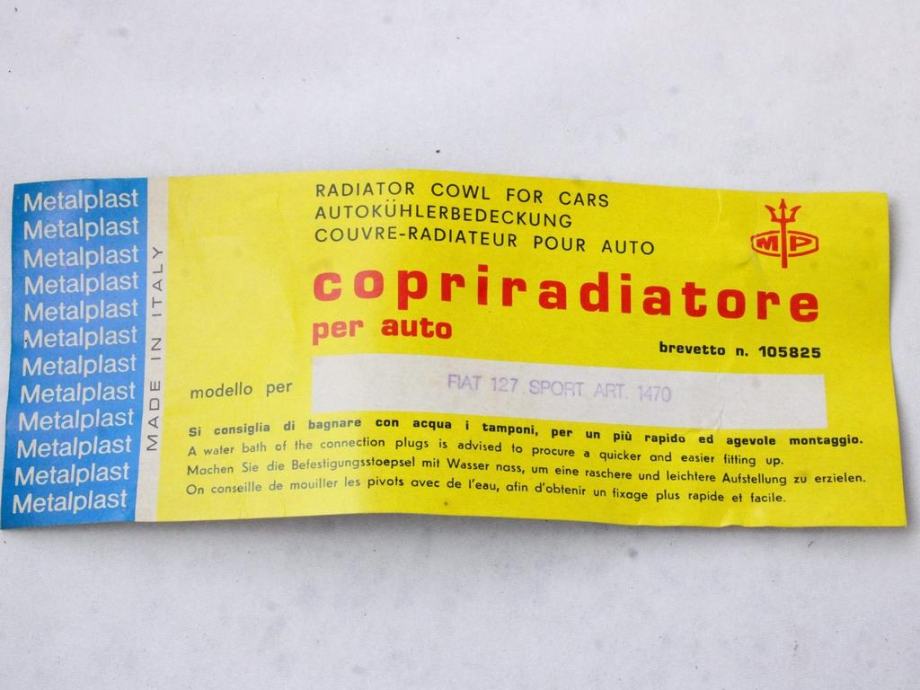 Metalplast
Metalplast
Metalplast
Metalplast
Metalplast
Metalplast
Metalplast
Metalplast
Metalplast
Metalplast
Metalplast
MADE IN ITALY
RADIATOR COWL FOR CARS
AUTOKÜHLERBEDECKUNG
COUVRE-RADIATEUR POUR AUTO
MP
copriradiatore
per auto
brevetto n. 105825
modello per
FIAT 127 SPORT ART. 1470
Si consiglia di bagnare con acqua i tamponi, per un più rapido ed agevole montaggio.
A water bath of the connection plugs is advised to procure a quicker and easier fitting up.
Machen Sie die Befestigungsstoepsel mit Wasser nass, um eine raschere und leichtere Aufstellung zu erzielen.
On conseille de mouiller les pivots avec de l'eau, afin d'obtenir un fixage plus rapide et facile.